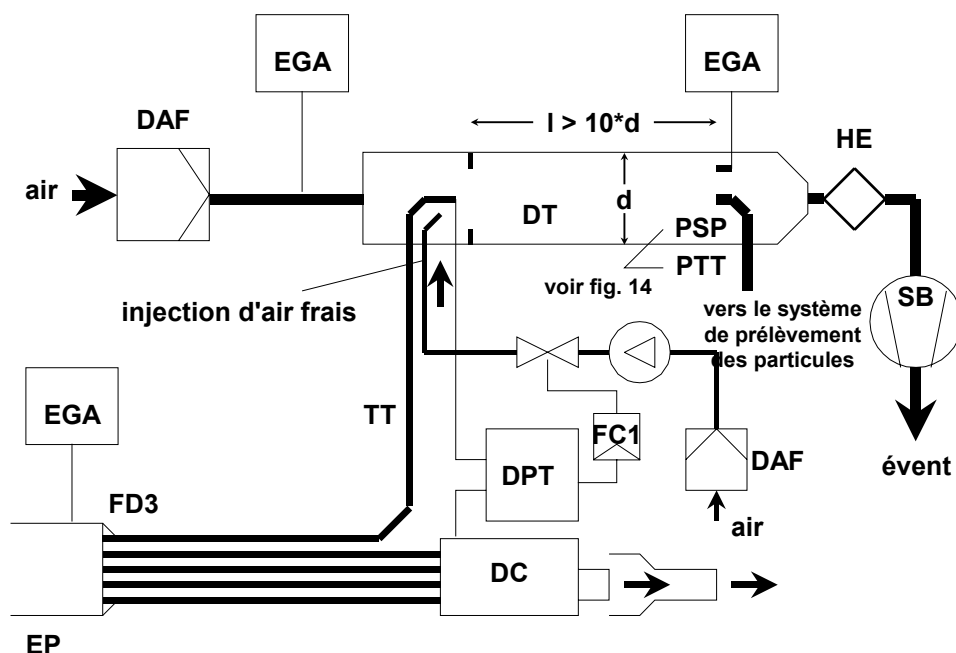 EGA
EGA
DAF
l > 10*d
HE
air
d
DT
PSP
PTT
voir fig. 14
injection d'air frais
vers le système
de prélèvement
des particules
SB
EGA
TT
FC1
DPT
DAF
évent
FD3
air
DC
EP